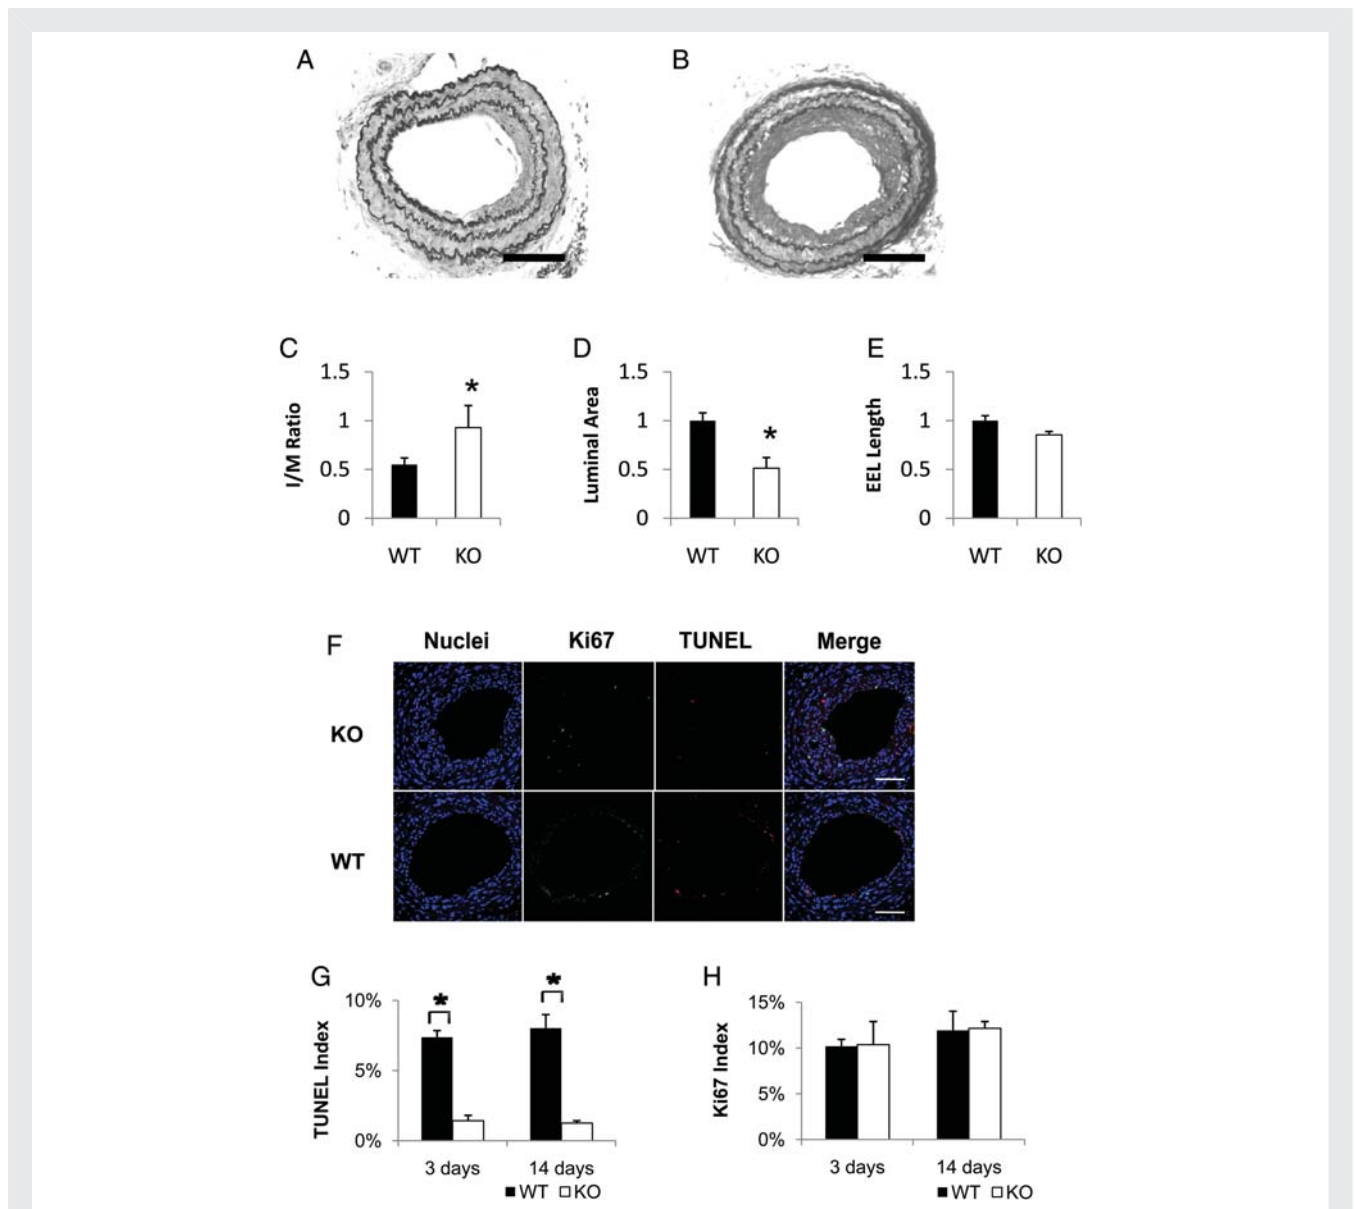 A
B
C
I/M Ratio
1.5
1
0.5
0
WT
KO
*
D
Luminal Area
1.5
1
0.5
0
WT
KO
*
E
EEL Length
1.5
1
0.5
0
WT
KO
F
Nuclei
Ki67
TUNEL
Merge
KO
WT
G
TUNEL Index
10%
5%
0%
*
*
3 days
14 days
WT
KO
H
Ki67 Index
15%
10%
5%
0%
3 days
14 days
WT
KO